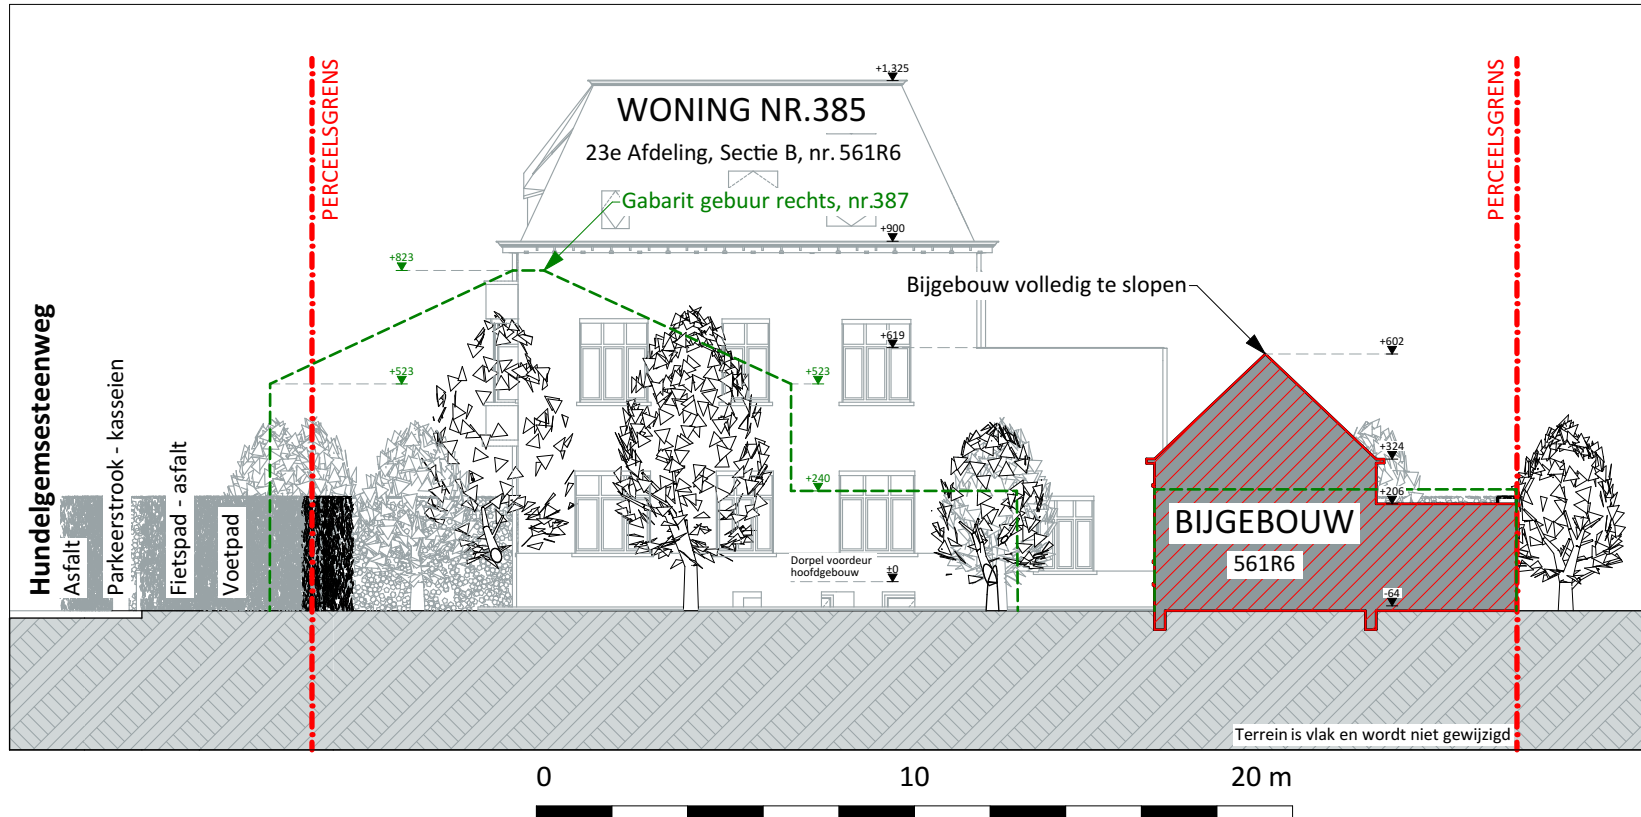 +1.325
WONING NR.385
23e Afdeling, Sectie B, nr. 561R6
Gabarit gebuur rechts, nr.387
+900
+823
PERCEELSGRENS
PERCEELSGRENS
Bijgebouw volledig te slopen
+619
+602
+523
+523
+324
+240
+206
BIJGEBOUW
561R6
Dorpel voordeur
hoofdgebouw
±0
-64
Hundelgemsesteenweg
Asfalt
Parkeerstrook - kasseien
Fietspad - asfalt
Voetpad
Terrein is vlak en wordt niet gewijzigd
0 10 20 m